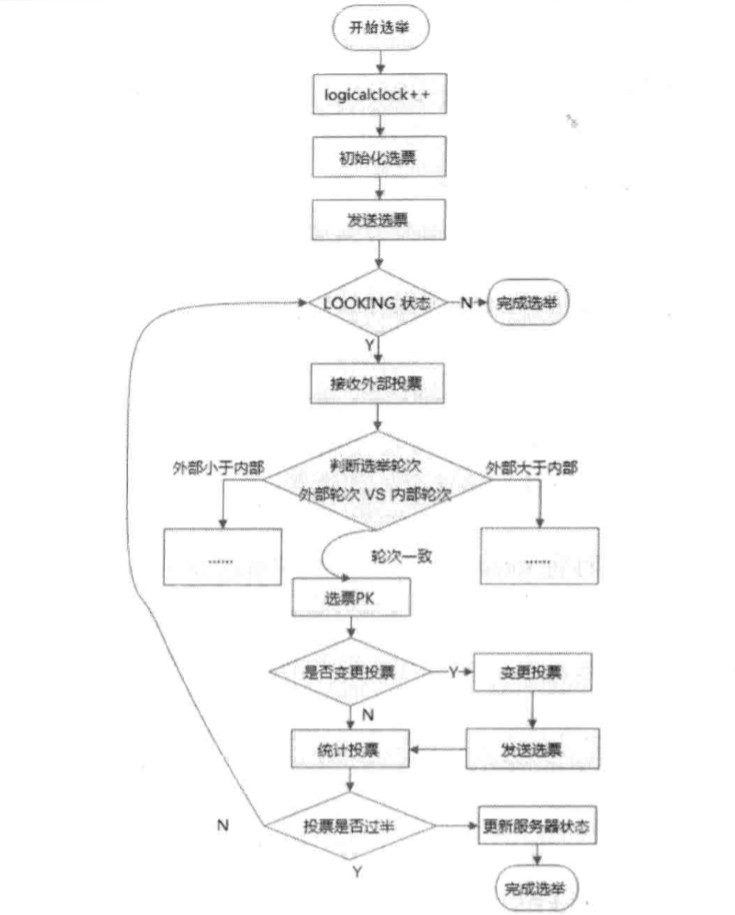 开始选举
logicalclock++
初始化选票
发送选票
LOOKING 状态
N
完成选举
Y
接收外部投票
外部小于内部
判断选举轮次
外部轮次 VS 内部轮次
外部大于内部
......
......
轮次一致
选票PK
是否变更投票
Y
变更投票
N
统计投票
发送选票
N
投票是否过半
更新服务器状态
Y
完成选举